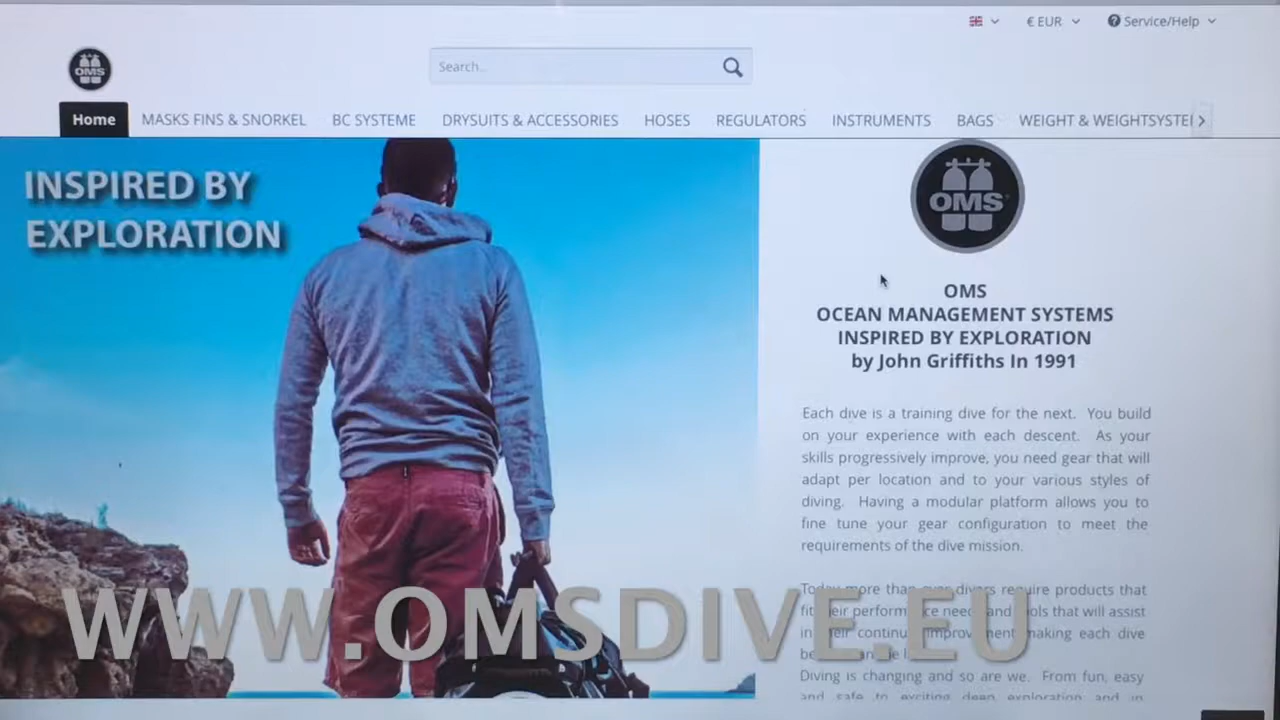 € EUR
Service/Help
OMS
Search...
Home
MASKS FINS & SNORKEL
BC SYSTEME
DRYSUITS & ACCESSORIES
HOSES
REGULATORS
INSTRUMENTS
BAGS
WEIGHT & WEIGHTSYSTE
INSPIRED BY
EXPLORATION
OMS
OMS
OCEAN MANAGEMENT SYSTEMS
INSPIRED BY EXPLORATION
by John Griffiths In 1991
Each dive is a training dive for the next. You build
on your experience with each descent. As your
skills progressively improve, you need gear that will
adapt per location and to your various styles of
diving. Having a modular platform allows you to
fine tune your gear configuration to meet the
requirements of the dive mission.
Today more than ever divers require products that
fit their performance needs and tools that will assist
in their continued improvement making each dive
Diving is changing and so are we. From fun, easy
and safe to exciting deep exploration and in
WWW.OMSDIVE.EU